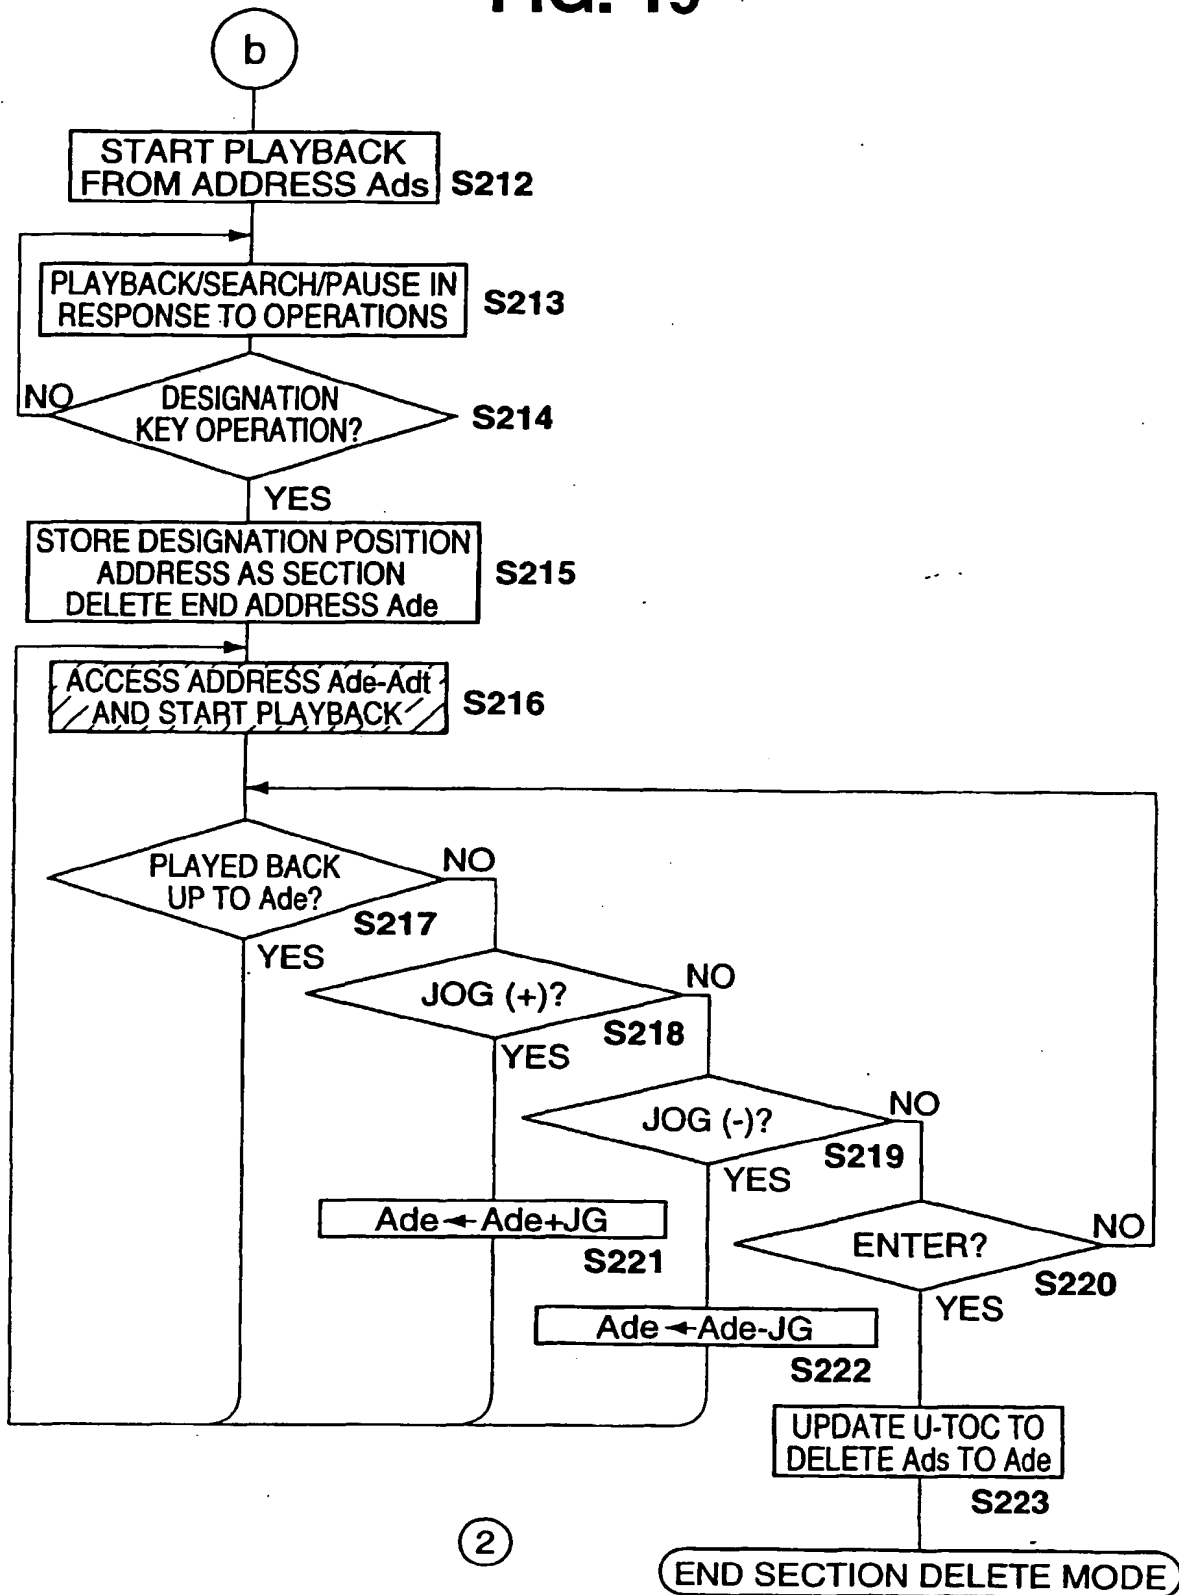 FIG. 19
b
START PLAYBACK
FROM ADDRESS Ads
S212
PLAYBACK/SEARCH/PAUSE IN
RESPONSE TO OPERATIONS
S213
NO
DESIGNATION
KEY OPERATION?
S214
YES
STORE DESIGNATION POSITION
ADDRESS AS SECTION
DELETE END ADDRESS Ade
S215
ACCESS ADDRESS Ade-Adt
AND START PLAYBACK
S216
PLAYED BACK
UP TO Ade?
NO
S217
YES
JOG (+)?
NO
S218
YES
JOG (-)?
NO
S219
YES
Ade←Ade+JG
S221
ENTER?
NO
S220
YES
Ade←Ade-JG
S222
UPDATE U-TOC TO
DELETE Ads TO Ade
S223
2
END SECTION DELETE MODE